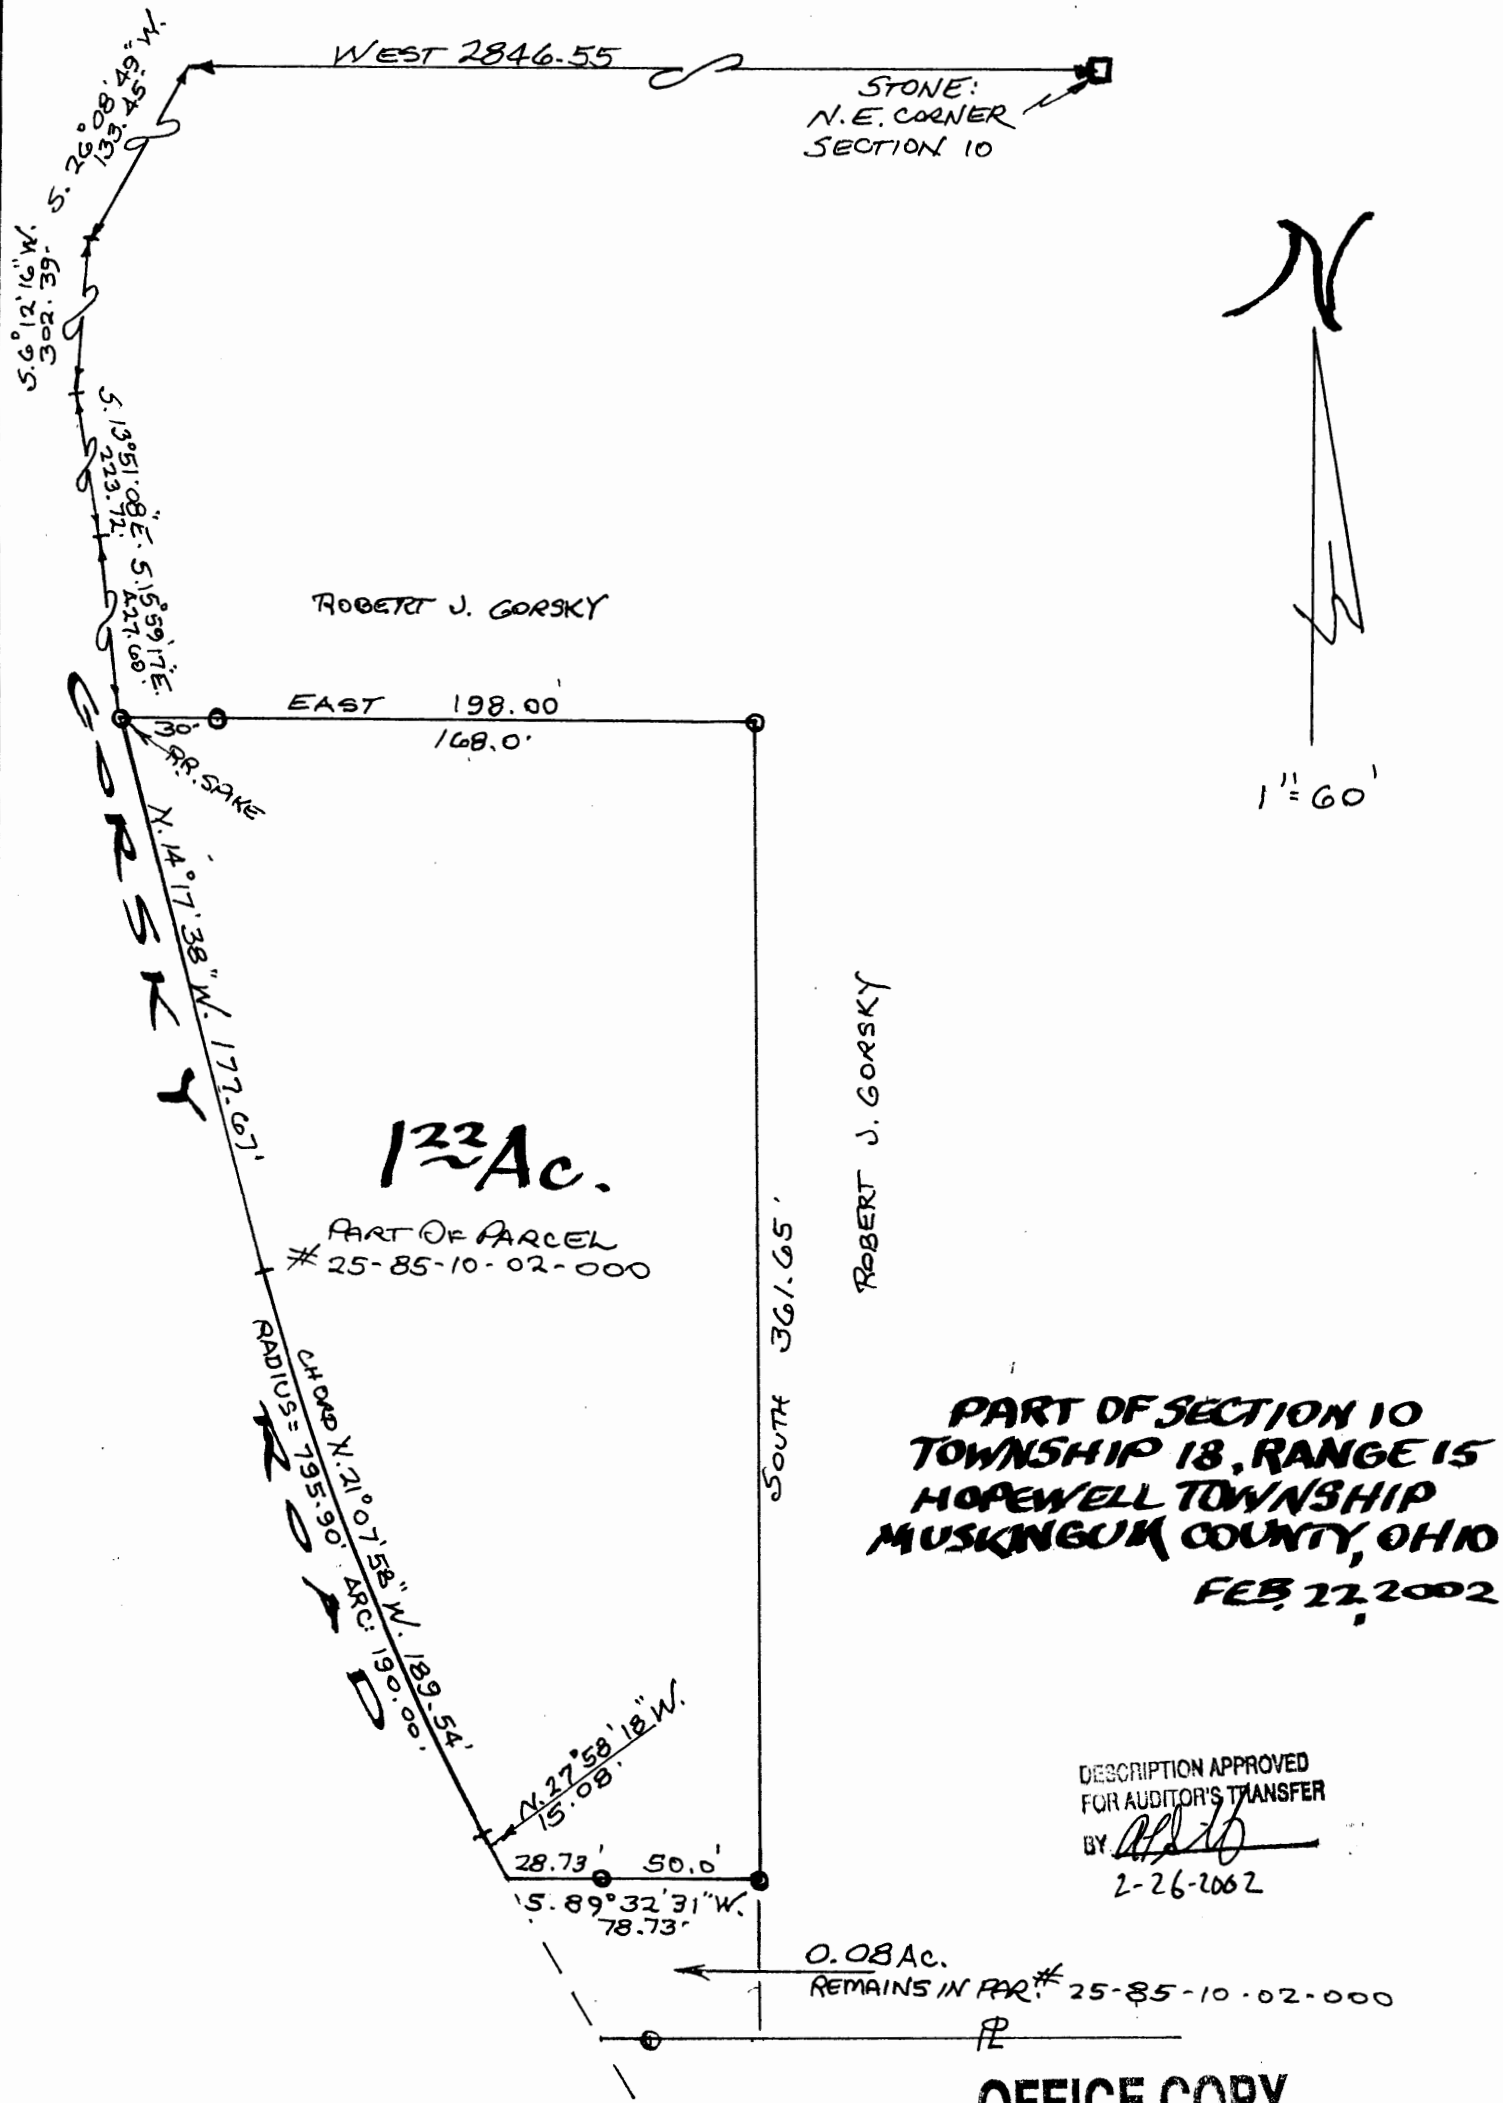 WEST 2846.55
STONE:
N.E. CORNER
SECTION 10
S. 26°08'49"W.
133.45'
S.6°12'16"W.
302.39'
S. 13°51'08"E.
223.72'
S.15°59'17"E.
427.60'
N
1"=60'
ROBERT J. GORSKY
EAST 198.00'
30'
168.0'
RR. SPIKE
GORSKY
ROAD
N. 14°17'38"W. 177.67'
1 22 Ac.
PART OF PARCEL
# 25-85-10-02-000
ROBERT J. GORSKY
SOUTH 361.65'
CHORD N.21°07'58"W. 189.54'
RADIUS= 795.90' ARC: 190.00'
PART OF SECTION 10
TOWNSHIP 18, RANGE 15
HOPEWELL TOWNSHIP
MUSKINGUM COUNTY, OHIO
FEB. 22, 2002
N.27°58'18"W.
15.08'
28.73' 50.0'
S.89°32'31"W.
78.73'
DESCRIPTION APPROVED
FOR AUDITOR'S TRANSFER
BY
2-26-2002
0.08 AC.
REMAINS IN PAR.# 25-85-10-02-000
PL
OFFICE COPY